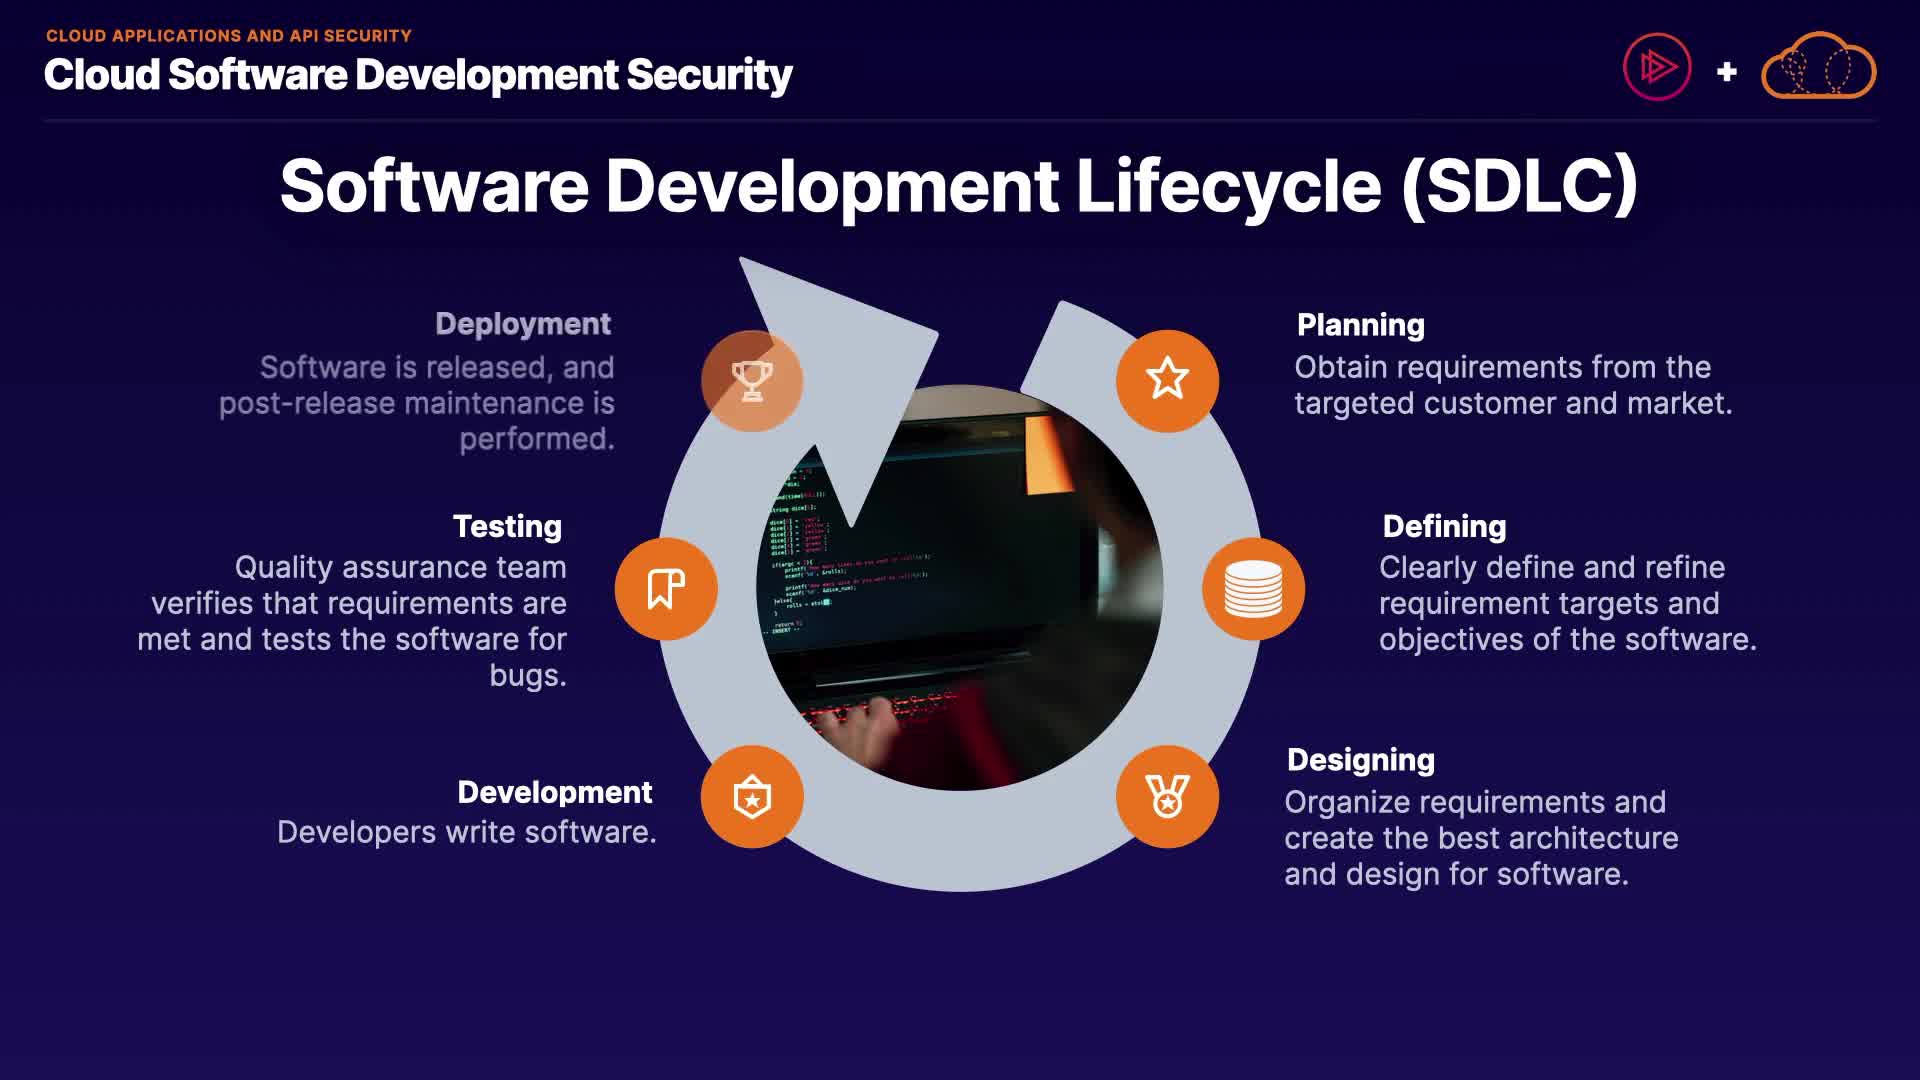 CLOUD APPLICATIONS AND API SECURITY
Cloud Software Development Security
Software Development Lifecycle (SDLC)
Planning
Obtain requirements from the
targeted customer and market.
Defining
Clearly define and refine
requirement targets and
objectives of the software.
Designing
Organize requirements and
create the best architecture
and design for software.
Development
Developers write software.
Testing
Quality assurance team
verifies that requirements are
met and tests the software for
bugs.
Deployment
Software is released, and
post-release maintenance is
performed.